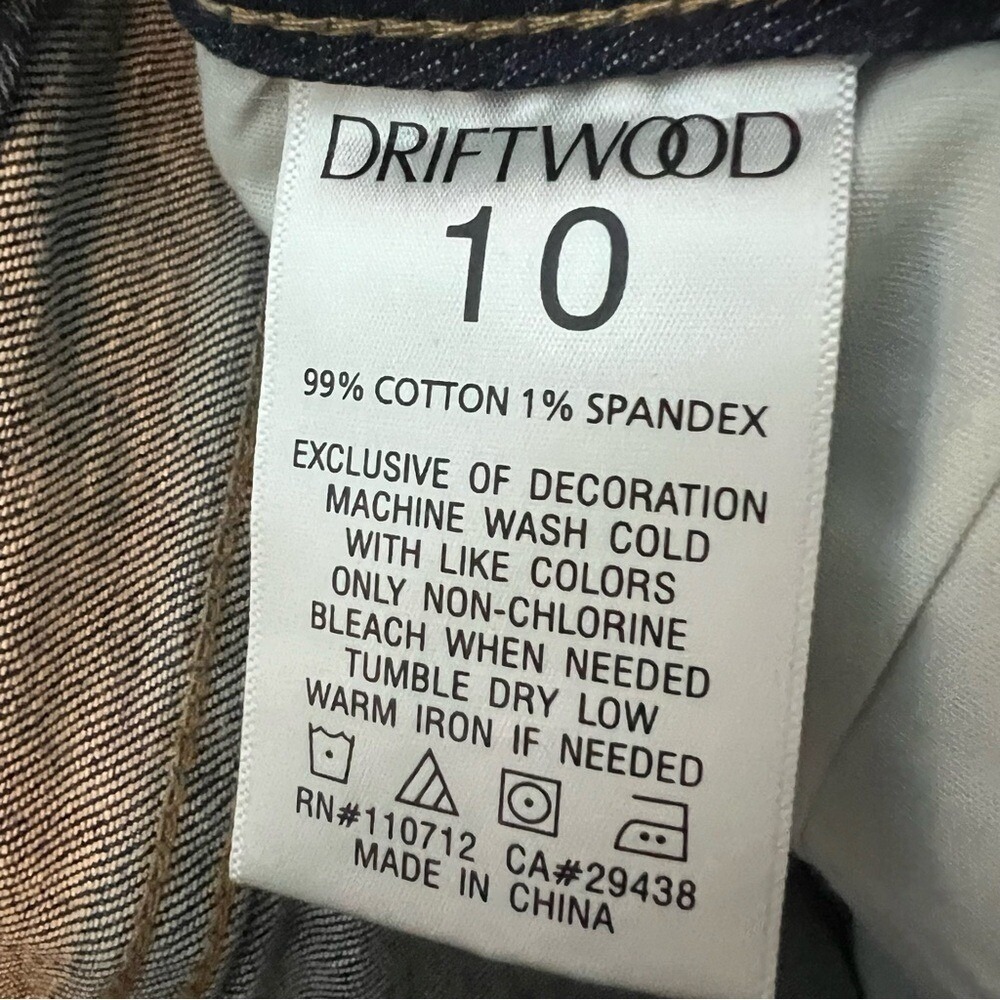 DRIFTWOOD
10
99% COTTON 1% SPANDEX
EXCLUSIVE OF DECORATION
MACHINE WASH COLD
WITH LIKE COLORS
ONLY NON-CHLORINE
BLEACH WHEN NEEDED
TUMBLE DRY LOW
WARM IRON IF NEEDED
RN#110712 CA#29438
MADE IN CHINA